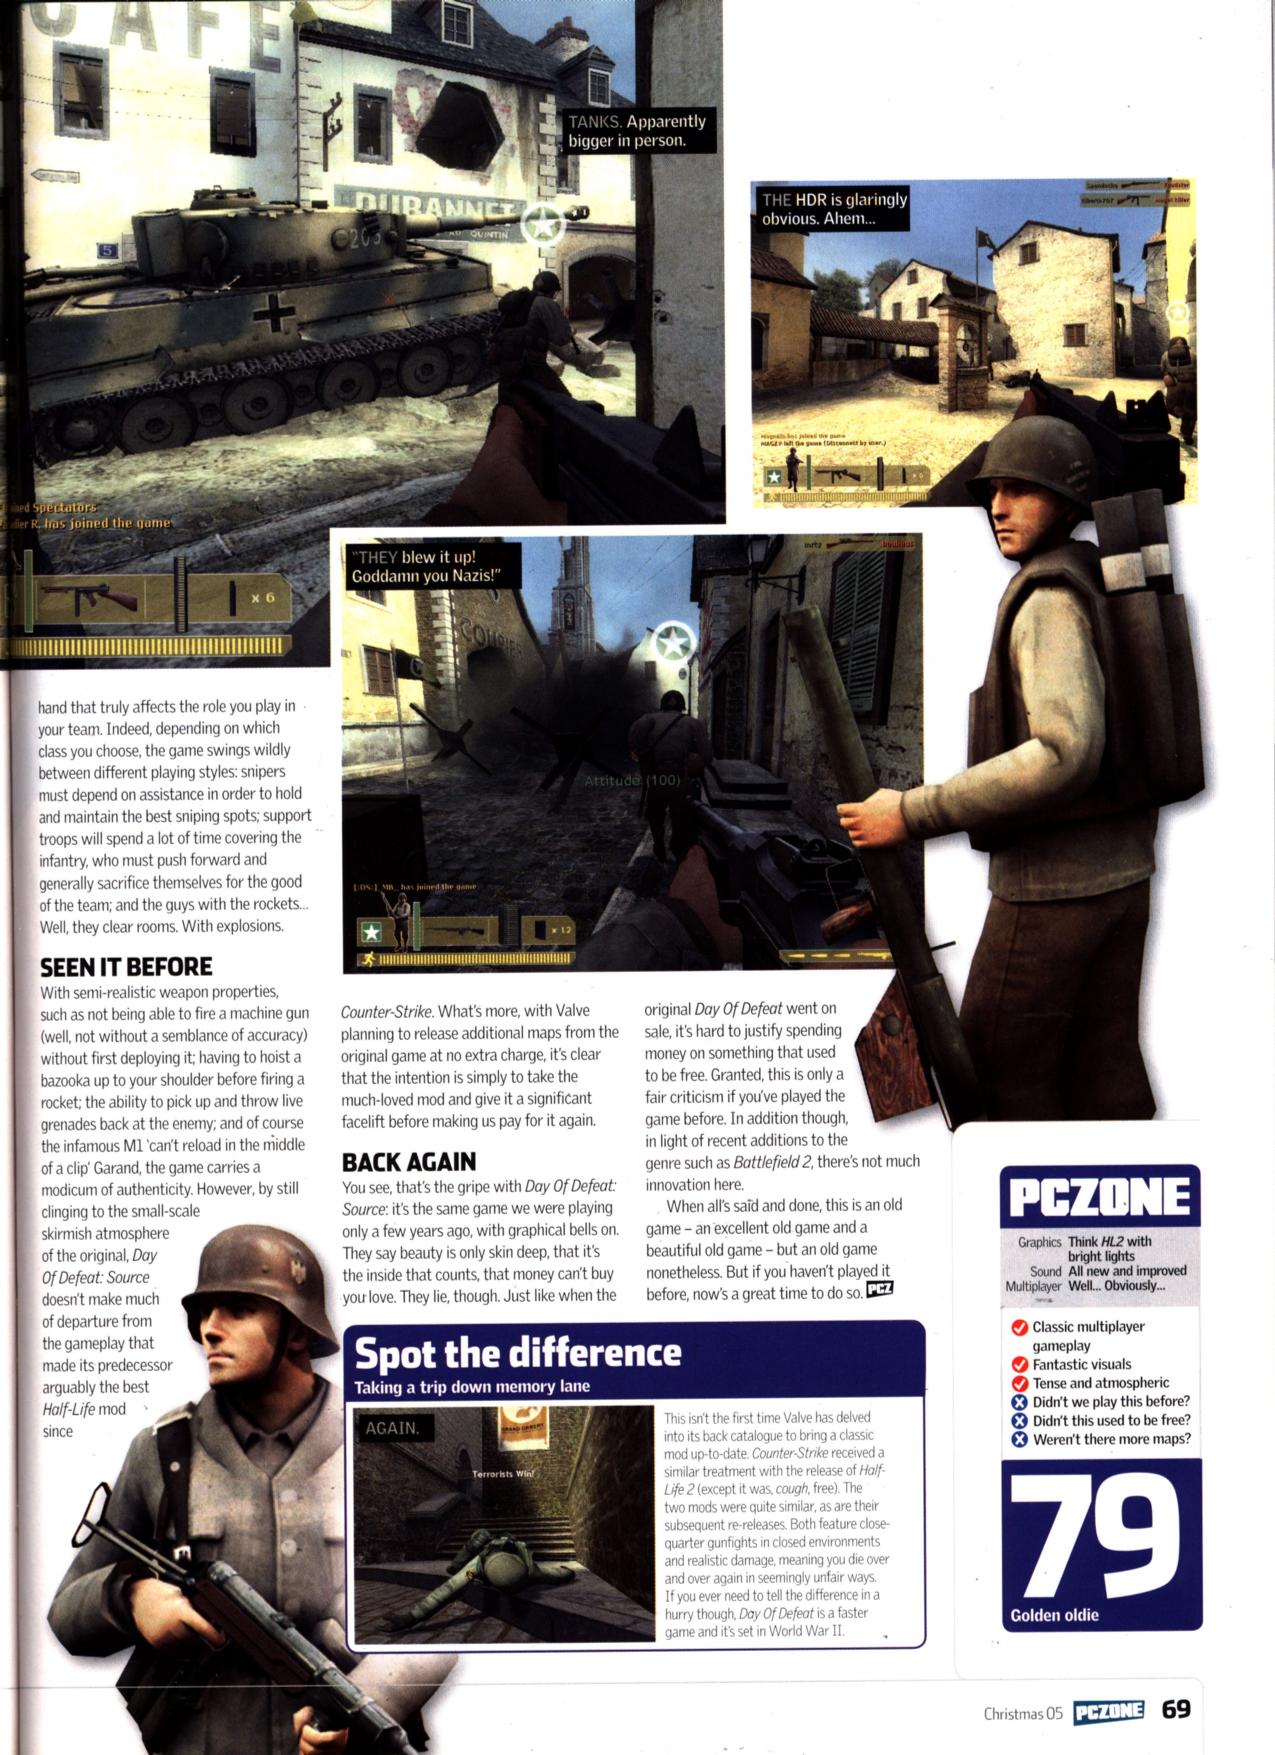 CAFE
TANKS. Apparently
bigger in person.
DUBONNET
QUINTIN
5
Spectators
R. has joined the game
x 6
THE HDR is glaringly
obvious. Ahem...
HAGEY left the game (Disconnect by user.)
"THEY blew it up!
Goddamn you Nazis!"
Attitude (100)
has joined the game
x 12
hand that truly affects the role you play in
your team. Indeed, depending on which
class you choose, the game swings wildly
between different playing styles: snipers
must depend on assistance in order to hold
and maintain the best sniping spots; support
troops will spend a lot of time covering the
infantry, who must push forward and
generally sacrifice themselves for the good
of the team; and the guys with the rockets...
Well, they clear rooms. With explosions.
SEEN IT BEFORE
With semi-realistic weapon properties,
such as not being able to fire a machine gun
(well, not without a semblance of accuracy)
without first deploying it; having to hoist a
bazooka up to your shoulder before firing a
rocket; the ability to pick up and throw live
grenades back at the enemy; and of course
the infamous M1 'can't reload in the middle
of a clip' Garand, the game carries a
modicum of authenticity. However, by still
clinging to the small-scale
skirmish atmosphere
of the original, Day
Of Defeat: Source
doesn't make much
of departure from
the gameplay that
made its predecessor
arguably the best
Half-Life mod
since
Counter-Strike. What's more, with Valve
planning to release additional maps from the
original game at no extra charge, it's clear
that the intention is simply to take the
much-loved mod and give it a significant
facelift before making us pay for it again.
BACK AGAIN
You see, that's the gripe with Day Of Defeat:
Source: it's the same game we were playing
only a few years ago, with graphical bells on.
They say beauty is only skin deep, that it's
the inside that counts, that money can't buy
you love. They lie, though. Just like when the
original Day Of Defeat went on
sale, it's hard to justify spending
money on something that used
to be free. Granted, this is only a
fair criticism if you've played the
game before. In addition though,
in light of recent additions to the
genre such as Battlefield 2, there's not much
innovation here.
When all's said and done, this is an old
game – an excellent old game and a
beautiful old game – but an old game
nonetheless. But if you haven't played it
before, now's a great time to do so. PCZ
Spot the difference
Taking a trip down memory lane
AGAIN.
Terrorists Win!
This isn't the first time Valve has delved
into its back catalogue to bring a classic
mod up-to-date. Counter-Strike received a
similar treatment with the release of Half-
Life 2 (except it was, cough, free). The
two mods were quite similar, as are their
subsequent re-releases. Both feature close-
quarter gunfights in closed environments
and realistic damage, meaning you die over
and over again in seemingly unfair ways.
If you ever need to tell the difference in a
hurry though, Day Of Defeat is a faster
game and it's set in World War II.
PCZONE
Graphics Think HL2 with
bright lights
Sound All new and improved
Multiplayer Well... Obviously...
Classic multiplayer
gameplay
Fantastic visuals
Tense and atmospheric
Didn't we play this before?
Didn't this used to be free?
Weren't there more maps?
79
Golden oldie
Christmas 05 PCZONE 69